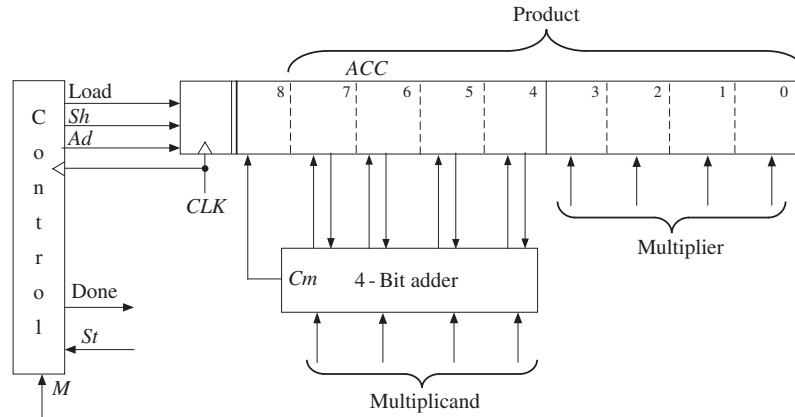 Product
ACC
8 7 6 5 4 3 2 1 0
Load
Sh
Ad
Control
CLK
Multiplier
Cm 4-Bit adder
Done
St
M
Multiplicand